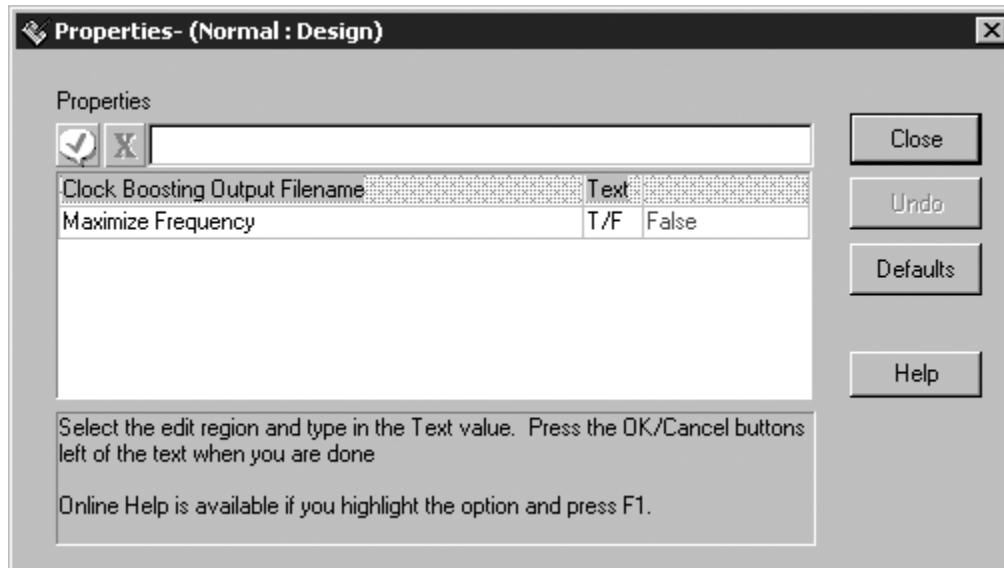 Properties- (Normal : Design)
Properties
Close
Clock Boosting Output Filename Text
Undo
Maximize Frequency T/F False
Defaults
Help
Select the edit region and type in the Text value. Press the OK/Cancel buttons
left of the text when you are done
Online Help is available if you highlight the option and press F1.